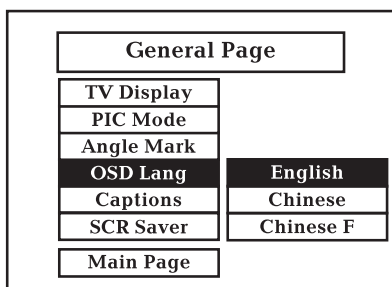 General Page
TV Display
PIC Mode
Angle Mark
OSD Lang English
Captions Chinese
SCR Saver Chinese F
Main Page